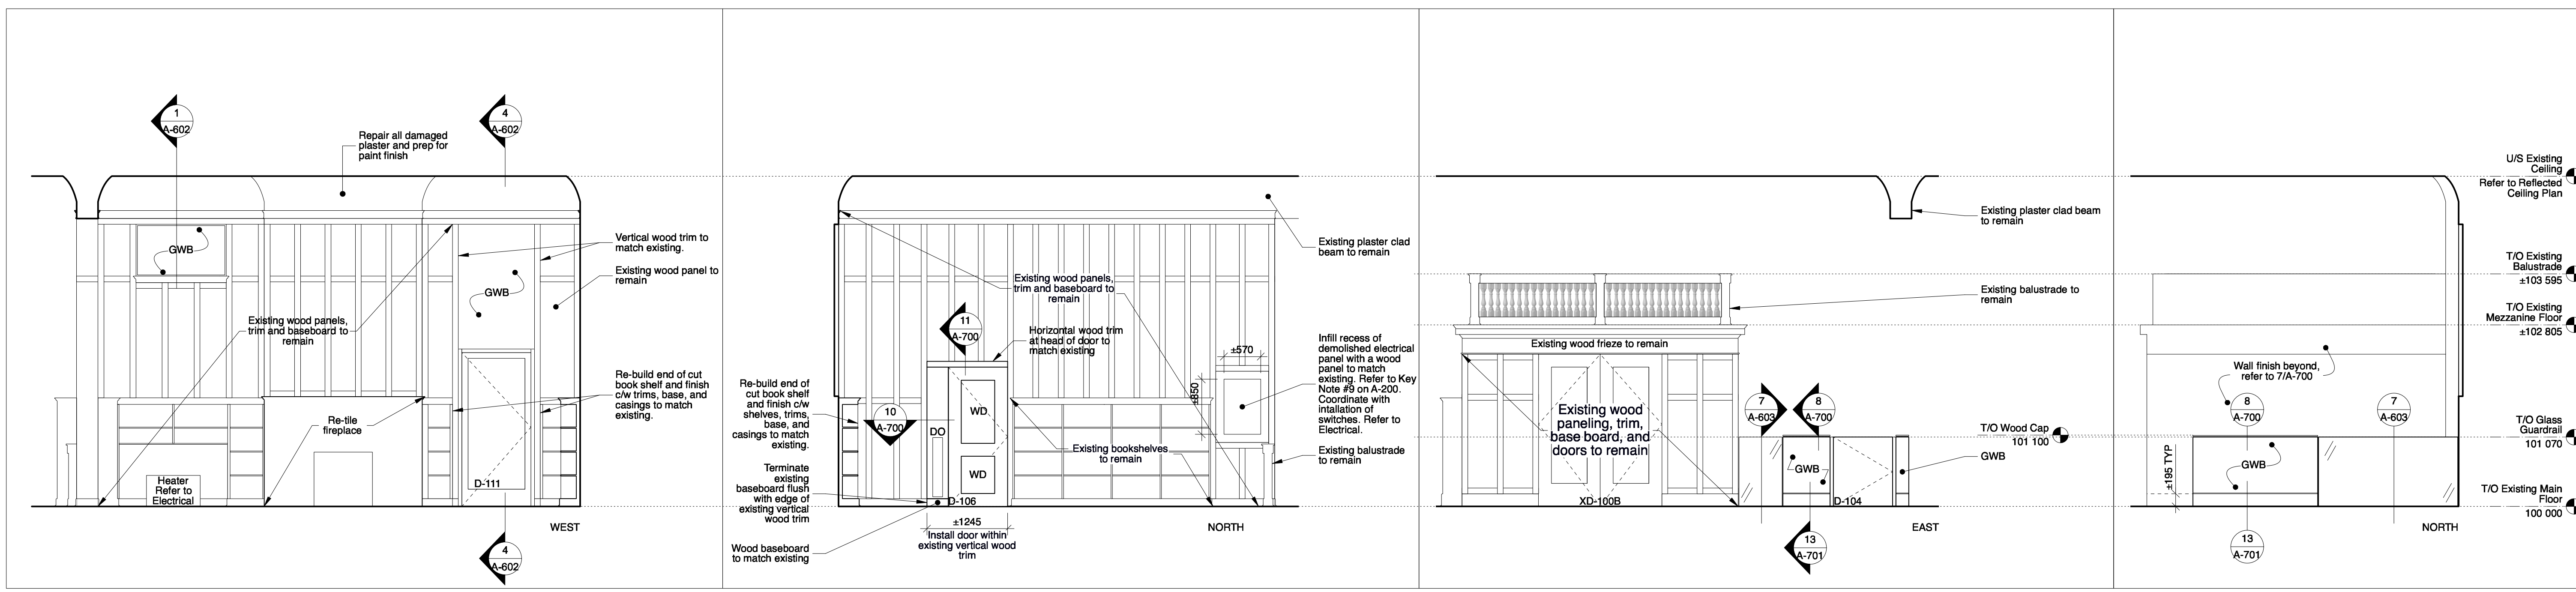 1
A-602
4
A-602
Repair all damaged
plaster and prep for
paint finish
GWB
Vertical wood trim to
match existing.
Existing wood panel to
remain
GWB
Existing wood panels,
trim and baseboard to
remain
Re-build end of cut
book shelf and finish
c/w trims, base, and
casings to match
existing.
Re-tile
fireplace
Heater
Refer to
Electrical
D-111
WEST
4
A-602
Existing plaster clad
beam to remain
Existing wood panels,
trim and baseboard to
remain
11
A-700
Horizontal wood trim
at head of door to
match existing
±570
±850
Infill recess of
demolished electrical
panel with a wood
panel to match
existing. Refer to Key
Note #9 on A-200.
Coordinate with
intallation of
switches. Refer to
Electrical.
Re-build end of
cut book shelf
and finish c/w
shelves, trims,
base, and
casings to match
existing.
10
A-700
DO
WD
WD
Existing bookshelves
to remain
Existing balustrade
to remain
Terminate
existing
baseboard flush
with edge of
existing vertical
wood trim
D-106
±1245
Install door within
existing vertical wood
trim
Wood baseboard
to match existing
NORTH
Existing plaster clad beam
to remain
Existing balustrade to
remain
Existing wood frieze to remain
Existing wood
paneling, trim,
base board, and
doors to remain
XD-100B
7
A-603
8
A-700
GWB
D-104
T/O Wood Cap
101 100
GWB
13
A-701
EAST
U/S Existing
Ceiling
Refer to Reflected
Ceiling Plan
T/O Existing
Balustrade
±103 595
T/O Existing
Mezzanine Floor
±102 805
Wall finish beyond,
refer to 7/A-700
8
A-700
7
A-603
T/O Glass
Guardrail
101 070
GWB
±195 TYP
T/O Existing Main
Floor
100 000
13
A-701
NORTH